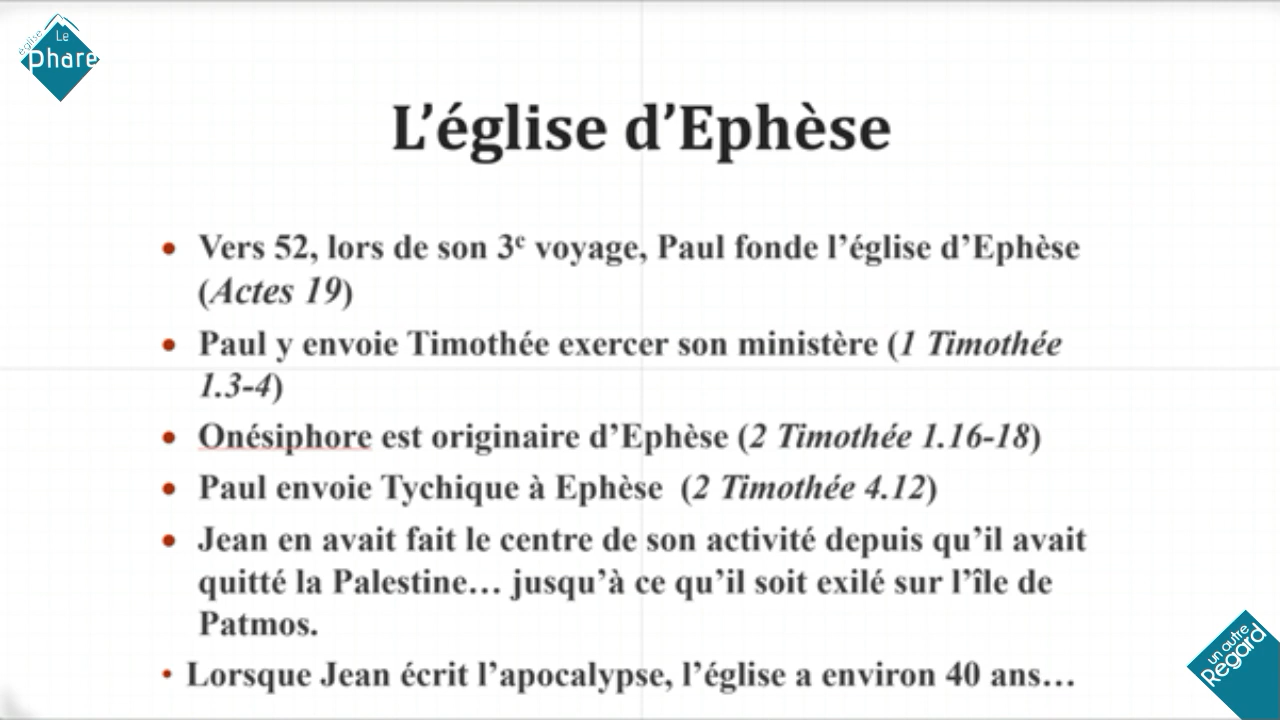 église
Le
phare
L’église d’Ephèse
• Vers 52, lors de son 3e voyage, Paul fonde l’église d’Ephèse
(Actes 19)
• Paul y envoie Timothée exercer son ministère (1 Timothée
1.3-4)
• Onésiphore est originaire d’Ephèse (2 Timothée 1.16-18)
• Paul envoie Tychique à Ephèse (2 Timothée 4.12)
• Jean en avait fait le centre de son activité depuis qu’il avait
quitté la Palestine… jusqu’à ce qu’il soit exilé sur l’île de
Patmos.
• Lorsque Jean écrit l’apocalypse, l’église a environ 40 ans…
un autre
Regard